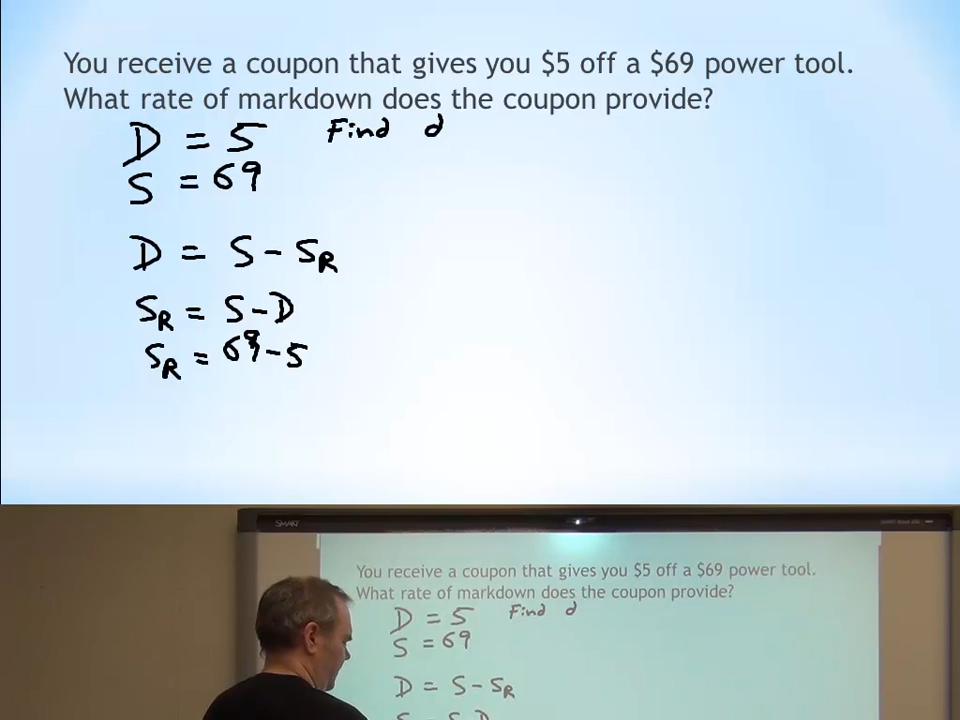 You receive a coupon that gives you $5 off a $69 power tool.
What rate of markdown does the coupon provide?
D = 5 Find d
S = 69
D = S - SR
SR = S - D
SR = 69 - 5
SMART
You receive a coupon that gives you $5 off a $69 power tool.
What rate of markdown does the coupon provide?
D = 5 Find d
S = 69
D = S - SR